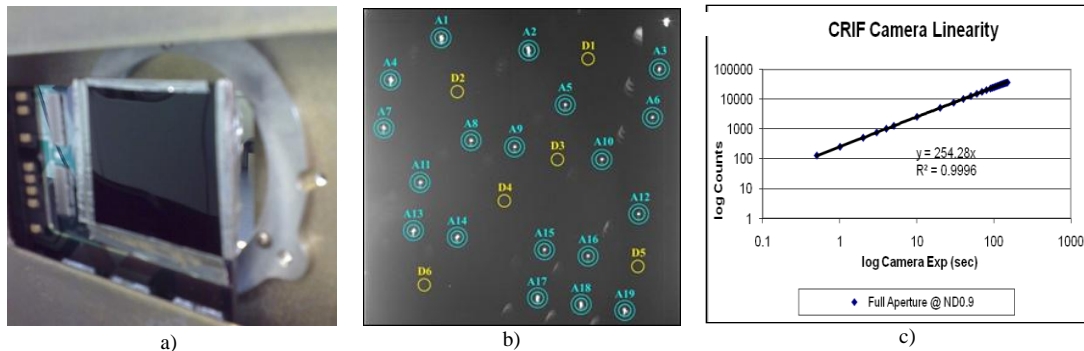 A1
A2
D1
A3
A4
D2
A5
A6
A7
A8
A9
D3
A10
A11
D4
A12
A13
A14
A15
A16
D5
D6
A17
A18
A19
CRIF Camera Linearity
log Counts
100000
10000
1000
100
10
1
y = 254.28x
R² = 0.9996
0.1
1
10
100
1000
log Camera Exp (sec)
Full Aperture @ ND0.9
a)
b)
c)